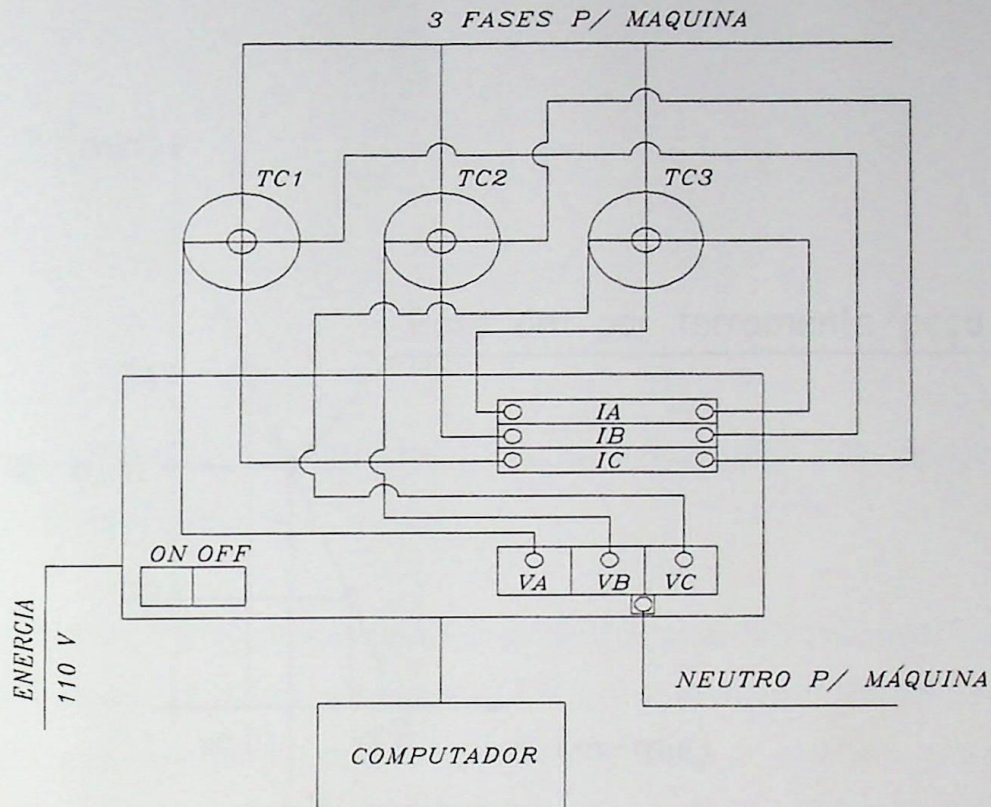 3 FASES P/ MAQUINA
TC1
TC2
TC3
IA
IB
IC
ON OFF
VA
VB
VC
ENERGIA
110 V
NEUTRO P/ MÁQUINA
COMPUTADOR